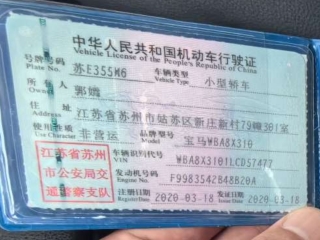 中华人民共和国机动车行驶证
Vehicle License of the People's Republic of China
号牌号码 苏E355M6 车辆类型 小型轿车
Plate No. Vehicle Type
所有人 郭嫣
Owner
住址 江苏省苏州市姑苏区新庄新村79幢301室
Address
使用性质 非营运 品牌型号 宝马WBA8X310
Use Character Model
江苏省苏州
市公安局交
通警察支队
车辆识别代号 WBA8X3101LCD57477
VIN
发动机号码 F9983542B48B20A
Engine No.
注册日期 2020-03-18 发证日期 2020-03-18
Register Date Issue Date